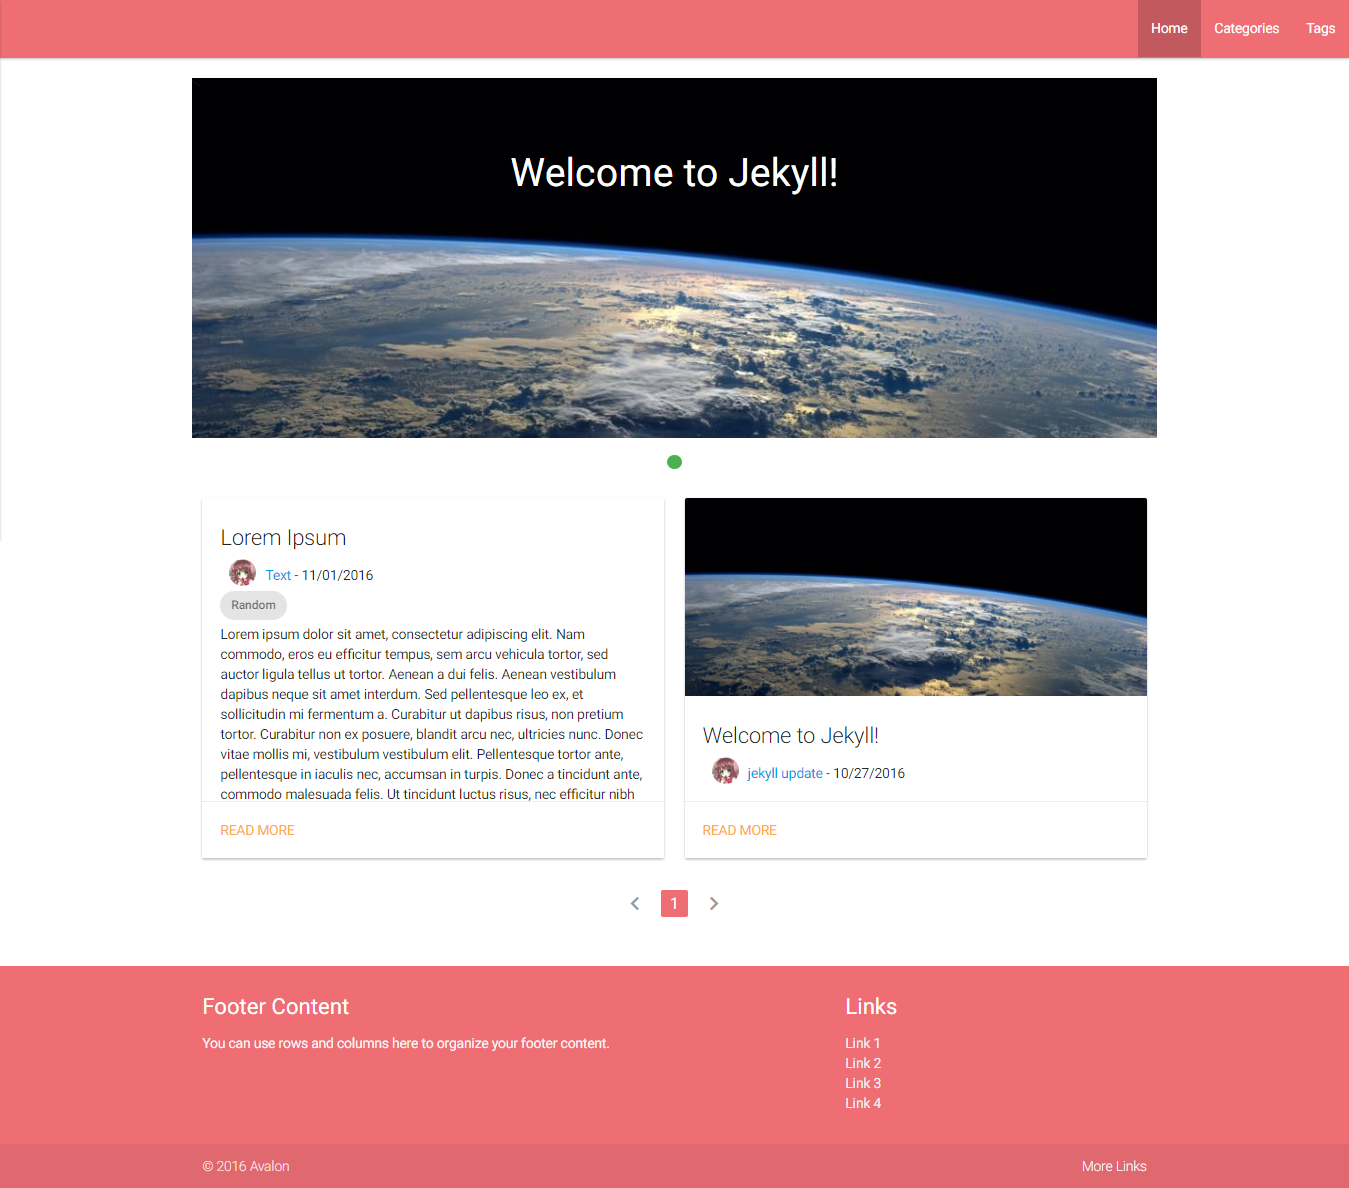 Home Categories Tags
Welcome to Jekyll!
Lorem Ipsum
Text - 11/01/2016
Random
Lorem ipsum dolor sit amet, consectetur adipiscing elit. Nam
commodo, eros eu efficitur tempus, sem arcu vehicula tortor, sed
auctor ligula tellus ut tortor. Aenean a dui felis. Aenean vestibulum
dapibus neque sit amet interdum. Sed pellentesque leo ex, et
sollicitudin mi fermentum a. Curabitur ut dapibus risus, non pretium
tortor. Curabitur non ex posuere, blandit arcu nec, ultricies nunc. Donec
vitae mollis mi, vestibulum vestibulum elit. Pellentesque tortor ante,
pellentesque in iaculis nec, accumsan in turpis. Donec a tincidunt ante,
commodo malesuada felis. Ut tincidunt luctus risus, nec efficitur nibh
READ MORE
Welcome to Jekyll!
jekyll update - 10/27/2016
READ MORE
1
Footer Content
You can use rows and columns here to organize your footer content.
Links
Link 1
Link 2
Link 3
Link 4
© 2016 Avalon
More Links